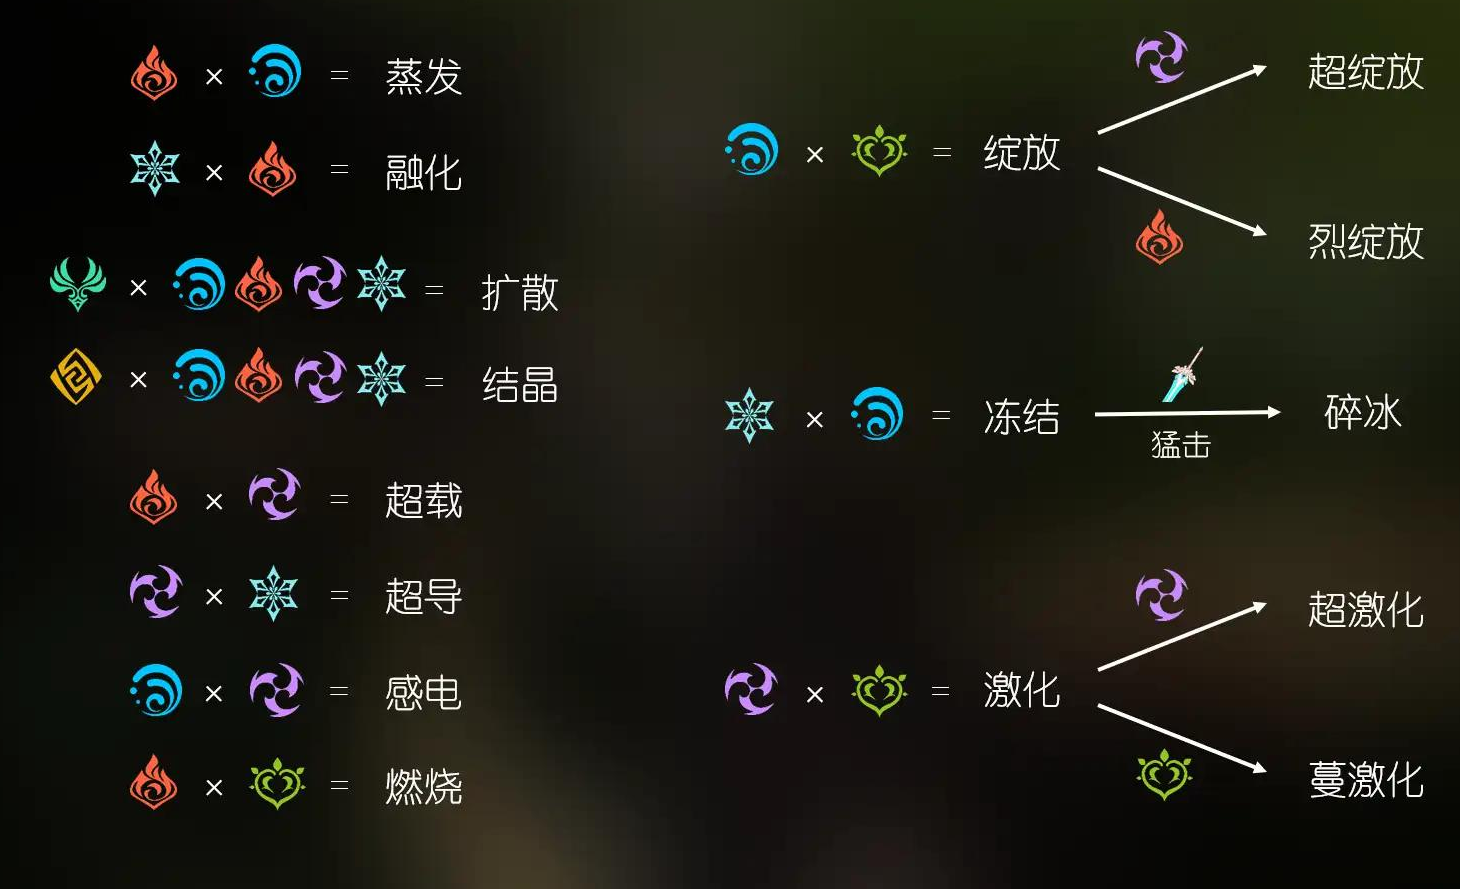 × = 蒸发
× = 融化
× = 扩散
× = 结晶
× = 超载
× = 超导
× = 感电
× = 燃烧
× = 绽放
超绽放
烈绽放
× = 冻结
猛击
碎冰
× = 激化
超激化
蔓激化